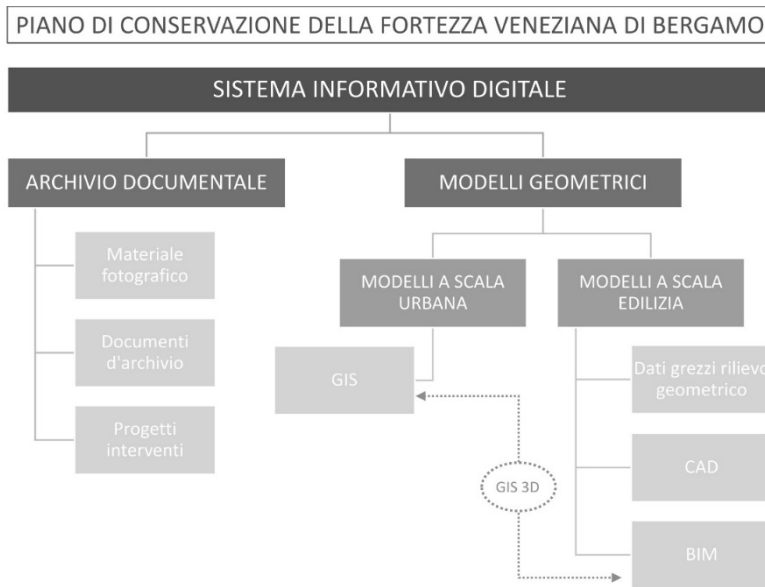 PIANO DI CONSERVAZIONE DELLA FORTEZZA VENEZIANA DI BERGAMO
SISTEMA INFORMATIVO DIGITALE
ARCHIVIO DOCUMENTALE
Materiale
fotografico
Documenti
d'archivio
Progetti
interventi
MODELLI GEOMETRICI
MODELLI A SCALA
URBANA
GIS
MODELLI A SCALA
EDILIZIA
Dati grezzi rilievo
geometrico
CAD
BIM
GIS 3D